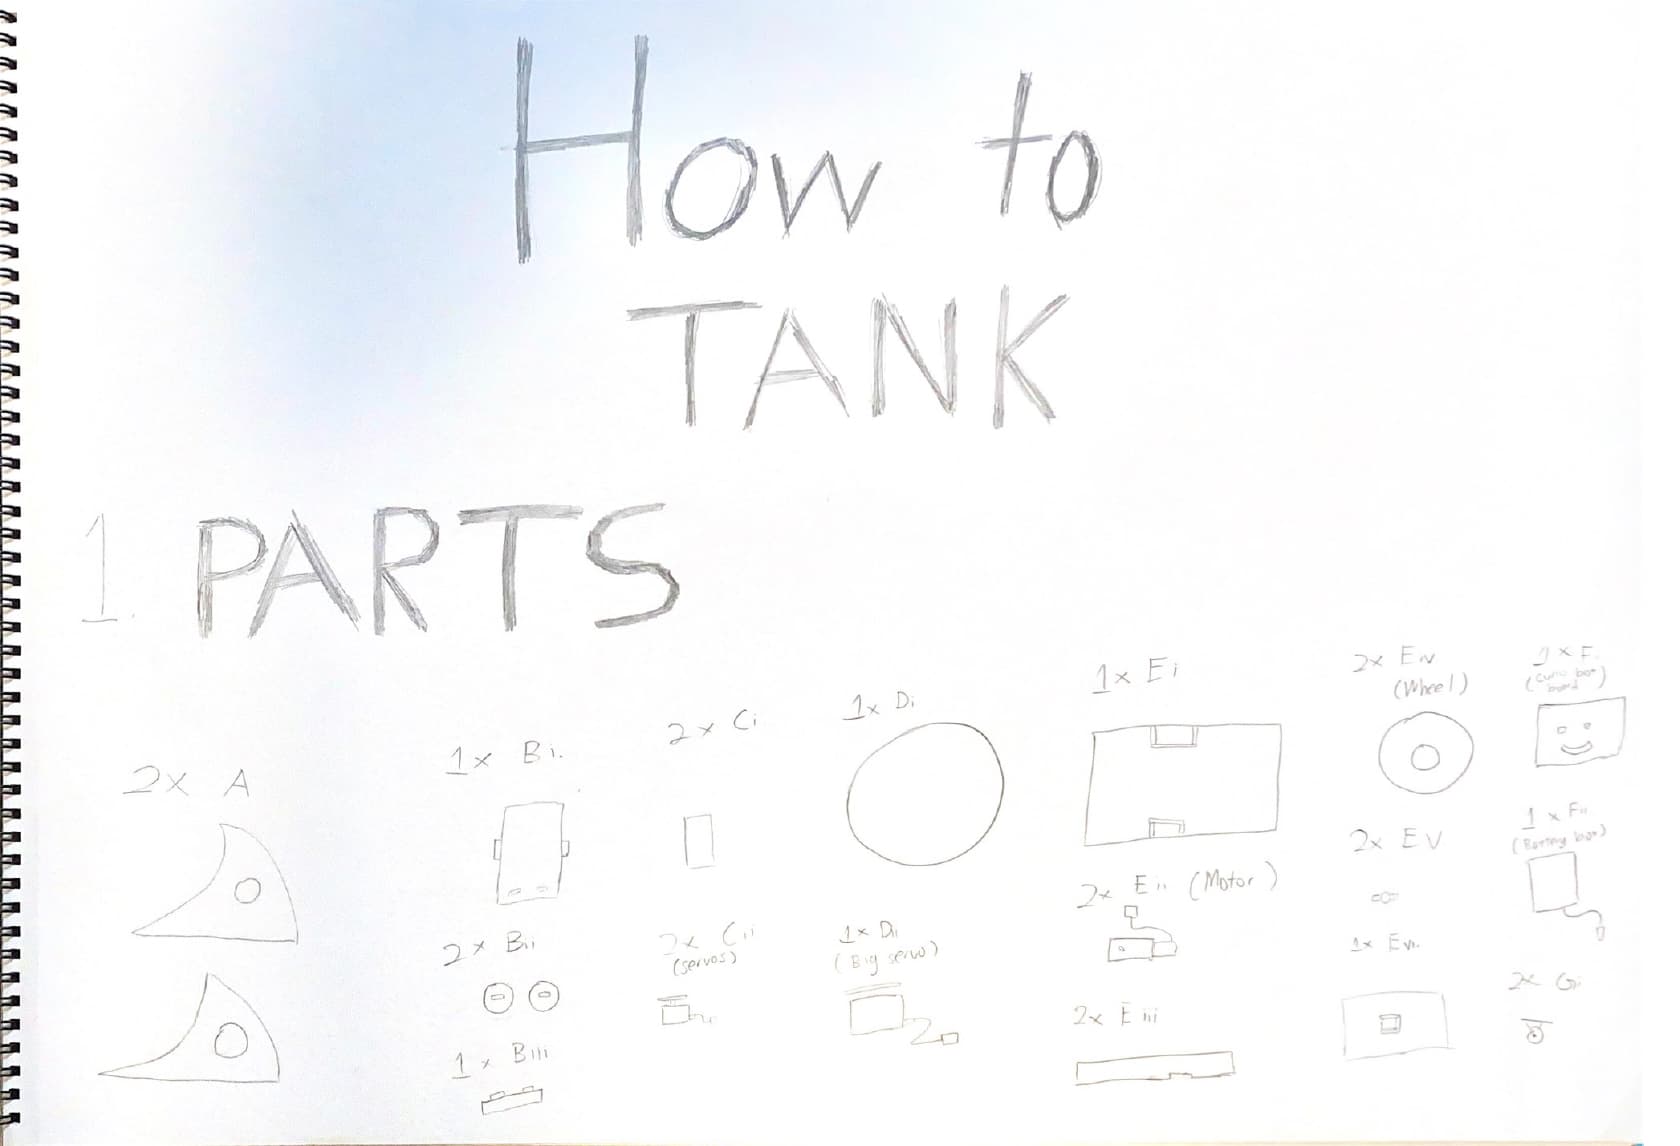 How to
TANK
1. PARTS
2x A
1x Bi.
2x Bii
1x Biii
2x Ci
2x Cii
(servos)
1x Di
1x Dii
(Big servo)
1x Ei
2x Eii (Motor)
2x Eiii
2x Eiv
(Wheel)
2x EV
1x Evi.
1x F.
board)
1x Fii
(Battery box)
2x Gi